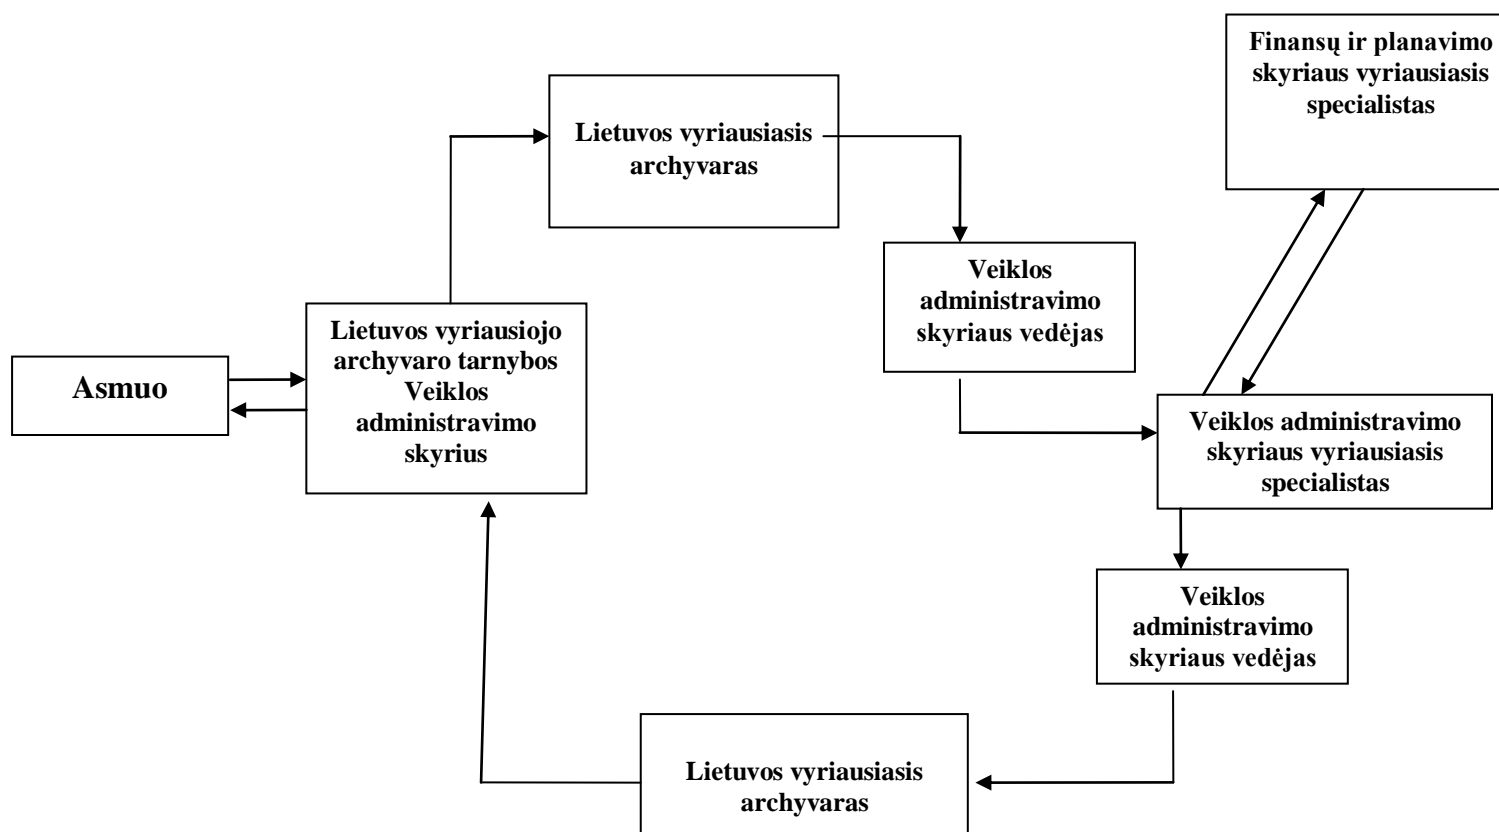 Finansų ir planavimo
skyriaus vyriausiasis
specialistas
Lietuvos vyriausiasis
archyvaras
Veiklos
administravimo
skyriaus vedėjas
Lietuvos vyriausiojo
archyvaro tarnybos
Veiklos
administravimo
skyrius
Asmuo
Veiklos administravimo
skyriaus vyriausiasis
specialistas
Veiklos
administravimo
skyriaus vedėjas
Lietuvos vyriausiasis
archyvaras